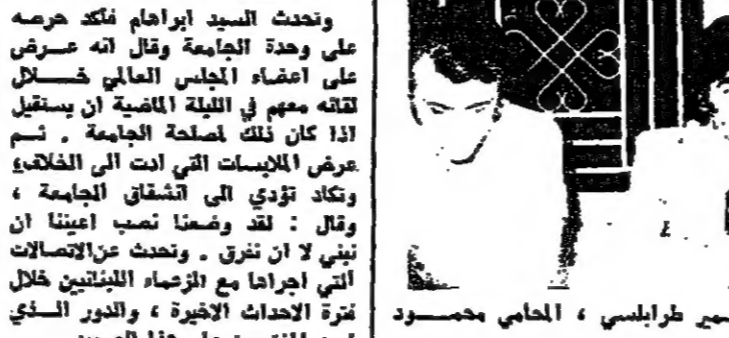 وتحدث السيد ابراهام فأكد حرصه
على وحدة الجامعة وقال انه عرض
على اعضاء المجلس العالمي خلال
لقائه معهم في الليلة الماضية ان يستقيل
اذا كان ذلك لمصلحة الجامعة . ثم
عرض الملابسات التي ادت الى الخلاف
وتكاد تؤدي الى انشقاق الجامعة ،
وقال : لقد وضعنا نصب اعيننا ان
نبني لا ان نفرق . وتحدث عن الاتصالات
التي اجراها مع الزعماء اللبنانيين خلال
فترة الاحداث الاخيرة ، والدور الذي
سمير طرابلسي ، المحامي محمود